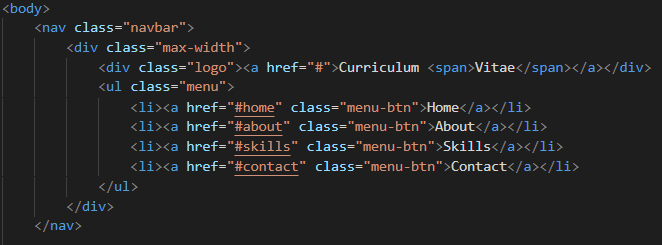 <body>
<nav class="navbar">
<div class="max-width">
<div class="logo"><a href="#">Curriculum <span>Vitae</span></a></div>
<ul class="menu">
<li><a href="#home" class="menu-btn">Home</a></li>
<li><a href="#about" class="menu-btn">About</a></li>
<li><a href="#skills" class="menu-btn">Skills</a></li>
<li><a href="#contact" class="menu-btn">Contact</a></li>
</ul>
</div>
</nav>